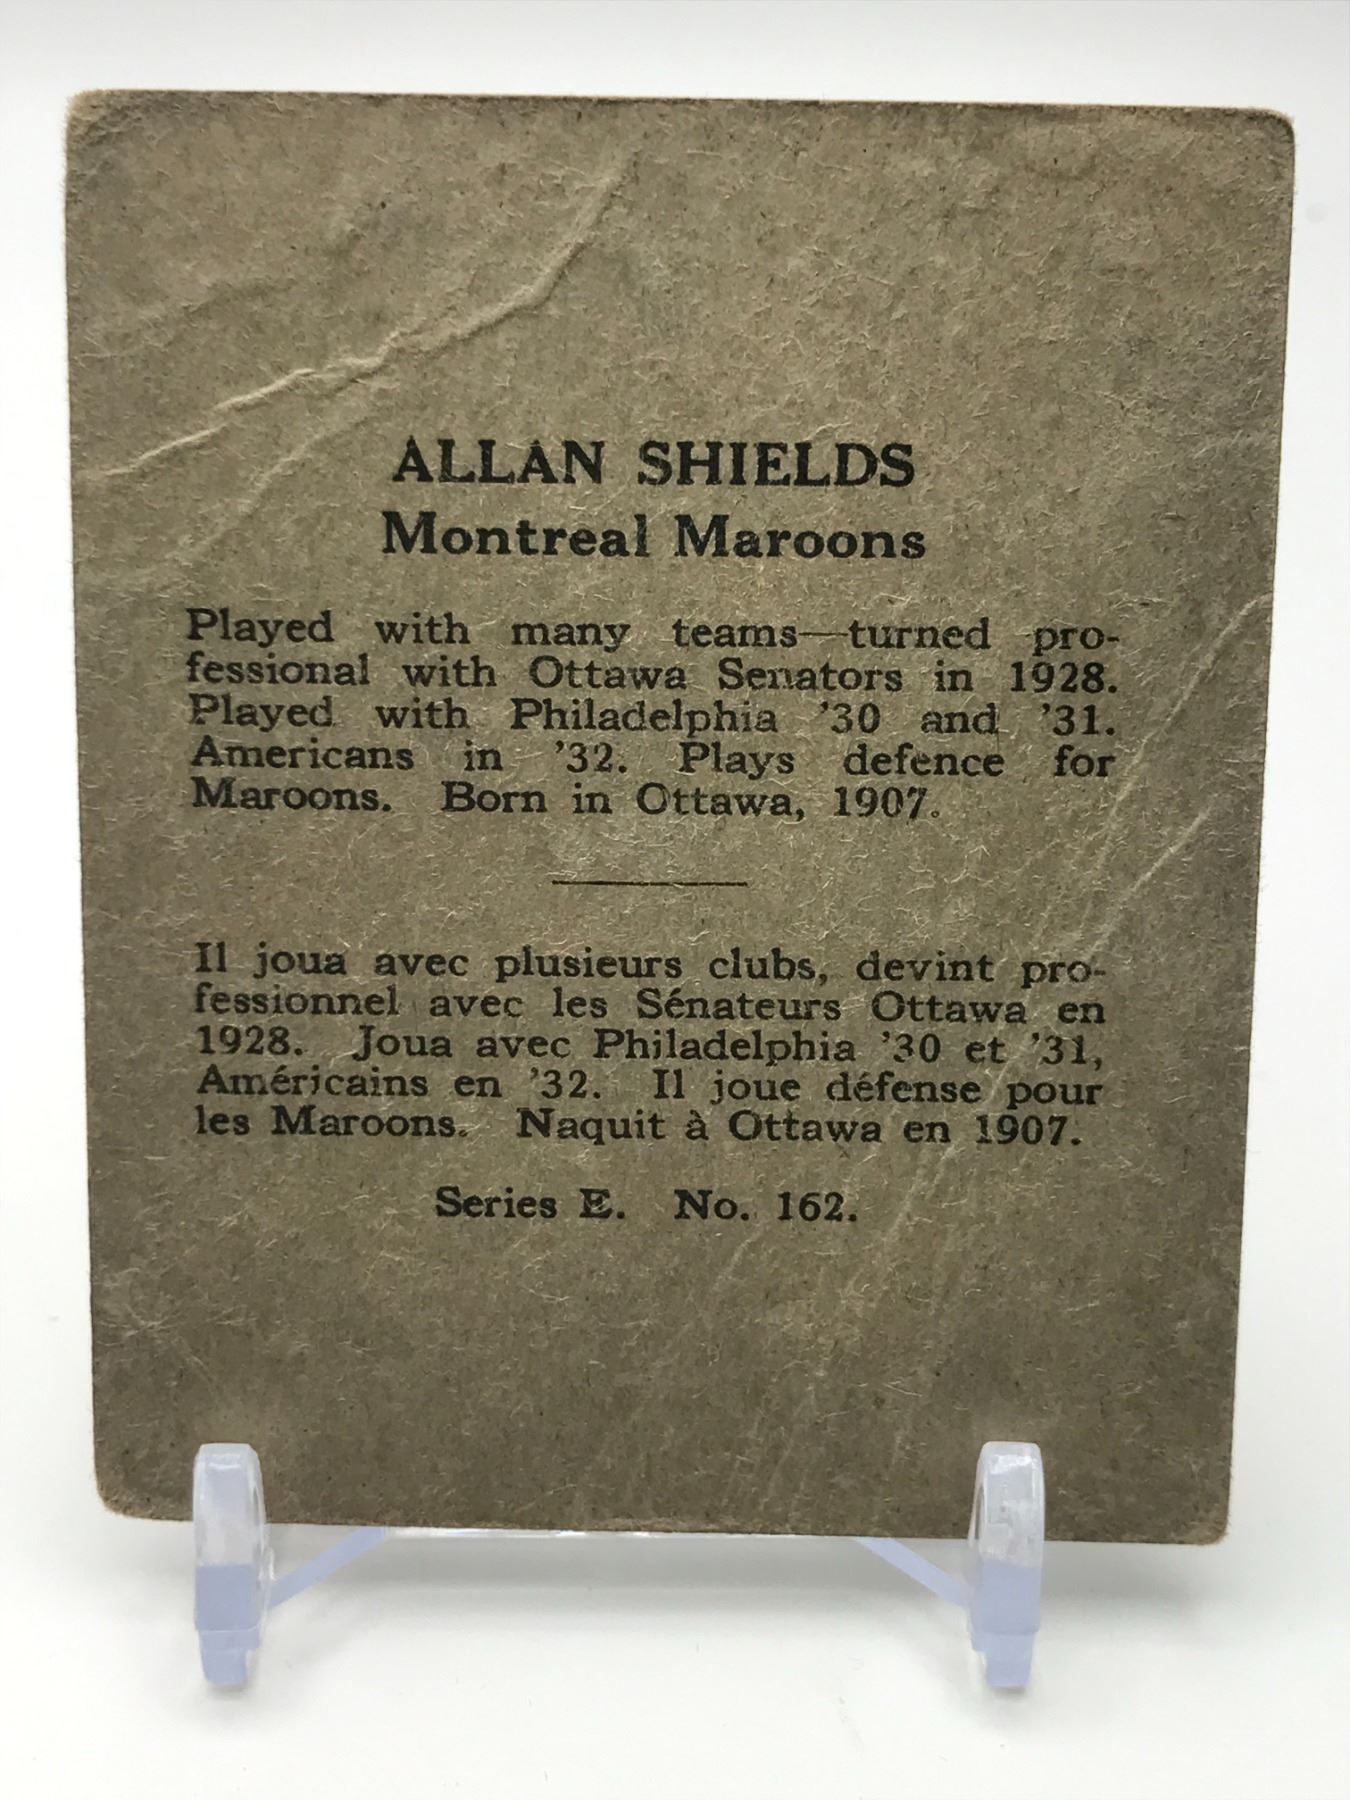 ALLAN SHIELDS
Montreal Maroons
Played with many teams—turned pro-
fessional with Ottawa Senators in 1928.
Played with Philadelphia ’30 and ’31.
Americans in ’32. Plays defence for
Maroons. Born in Ottawa, 1907.
Il joua avec plusieurs clubs, devint pro-
fessionnel avec les Sénateurs Ottawa en
1928. Joua avec Philadelphia ’30 et ’31,
Américains en ’32. Il joue défense pour
les Maroons. Naquit à Ottawa en 1907.
Series E. No. 162.